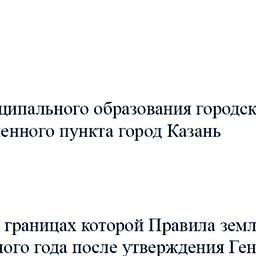 ципального образования городск
енного пункта город Казань
границах которой Правила земл
ного года после утверждения Ген